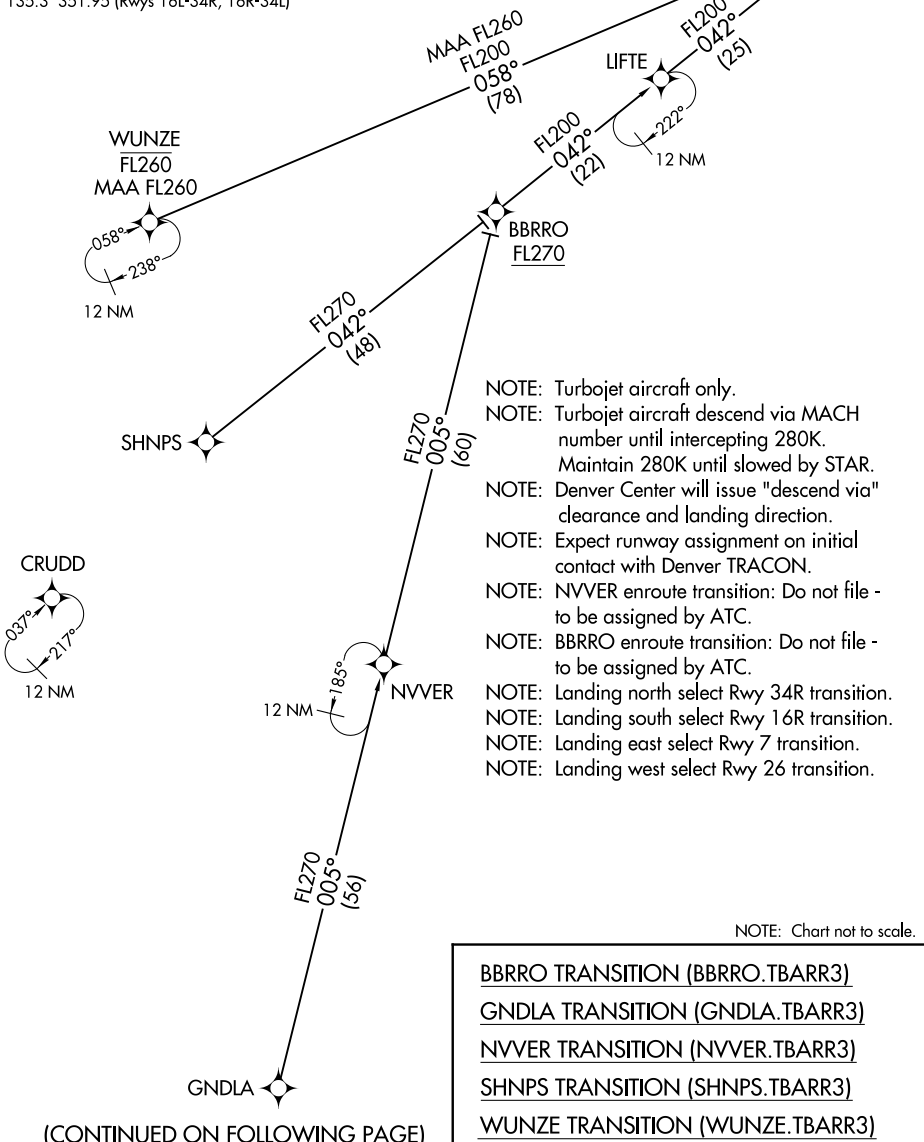 135.3 351.95 (Rwys 16L-34R, 16R-34L)
MAA FL260
FL200
058°
(78)
FL200
042°
(25)
LIFTE
222°
12 NM
FL200
042°
(22)
WUNZE
FL260
MAA FL260
058°
238°
12 NM
BBRRO
FL270
FL270
042°
(48)
SHNPS
FL270
005°
(60)
NOTE: Turbojet aircraft only.
NOTE: Turbojet aircraft descend via MACH
number until intercepting 280K.
Maintain 280K until slowed by STAR.
NOTE: Denver Center will issue "descend via"
clearance and landing direction.
NOTE: Expect runway assignment on initial
contact with Denver TRACON.
NOTE: NVVER enroute transition: Do not file -
to be assigned by ATC.
NOTE: BBRRO enroute transition: Do not file -
to be assigned by ATC.
NOTE: Landing north select Rwy 34R transition.
NOTE: Landing south select Rwy 16R transition.
NOTE: Landing east select Rwy 7 transition.
NOTE: Landing west select Rwy 26 transition.
CRUDD
037°
217°
12 NM
185°
12 NM
NVVER
FL270
005°
(56)
GNDLA
NOTE: Chart not to scale.
BBRRO TRANSITION (BBRRO.TBARR3)
GNDLA TRANSITION (GNDLA.TBARR3)
NVVER TRANSITION (NVVER.TBARR3)
SHNPS TRANSITION (SHNPS.TBARR3)
WUNZE TRANSITION (WUNZE.TBARR3)
(CONTINUED ON FOLLOWING PAGE)